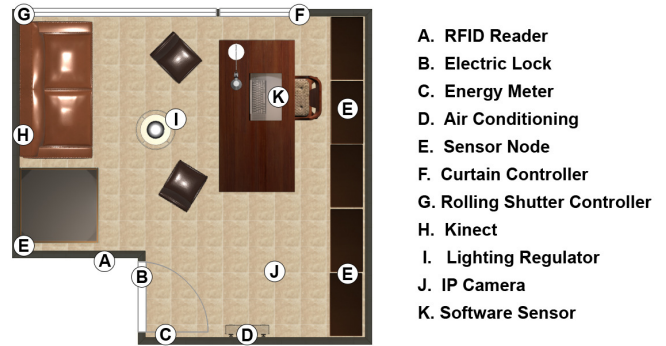 G
F
K
I
E
H
E
A
B
J
E
C
D
A. RFID Reader
B. Electric Lock
C. Energy Meter
D. Air Conditioning
E. Sensor Node
F. Curtain Controller
G. Rolling Shutter Controller
H. Kinect
I. Lighting Regulator
J. IP Camera
K. Software Sensor